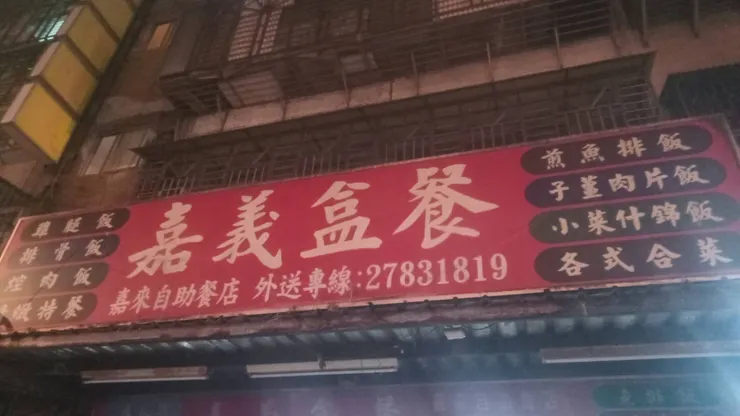 雞腿飯
排骨飯
焢肉飯
嘉義盒餐
嘉來自助餐店 外送專線:27831819
煎魚排飯
子薑肉片飯
小菜什錦飯
各式合菜